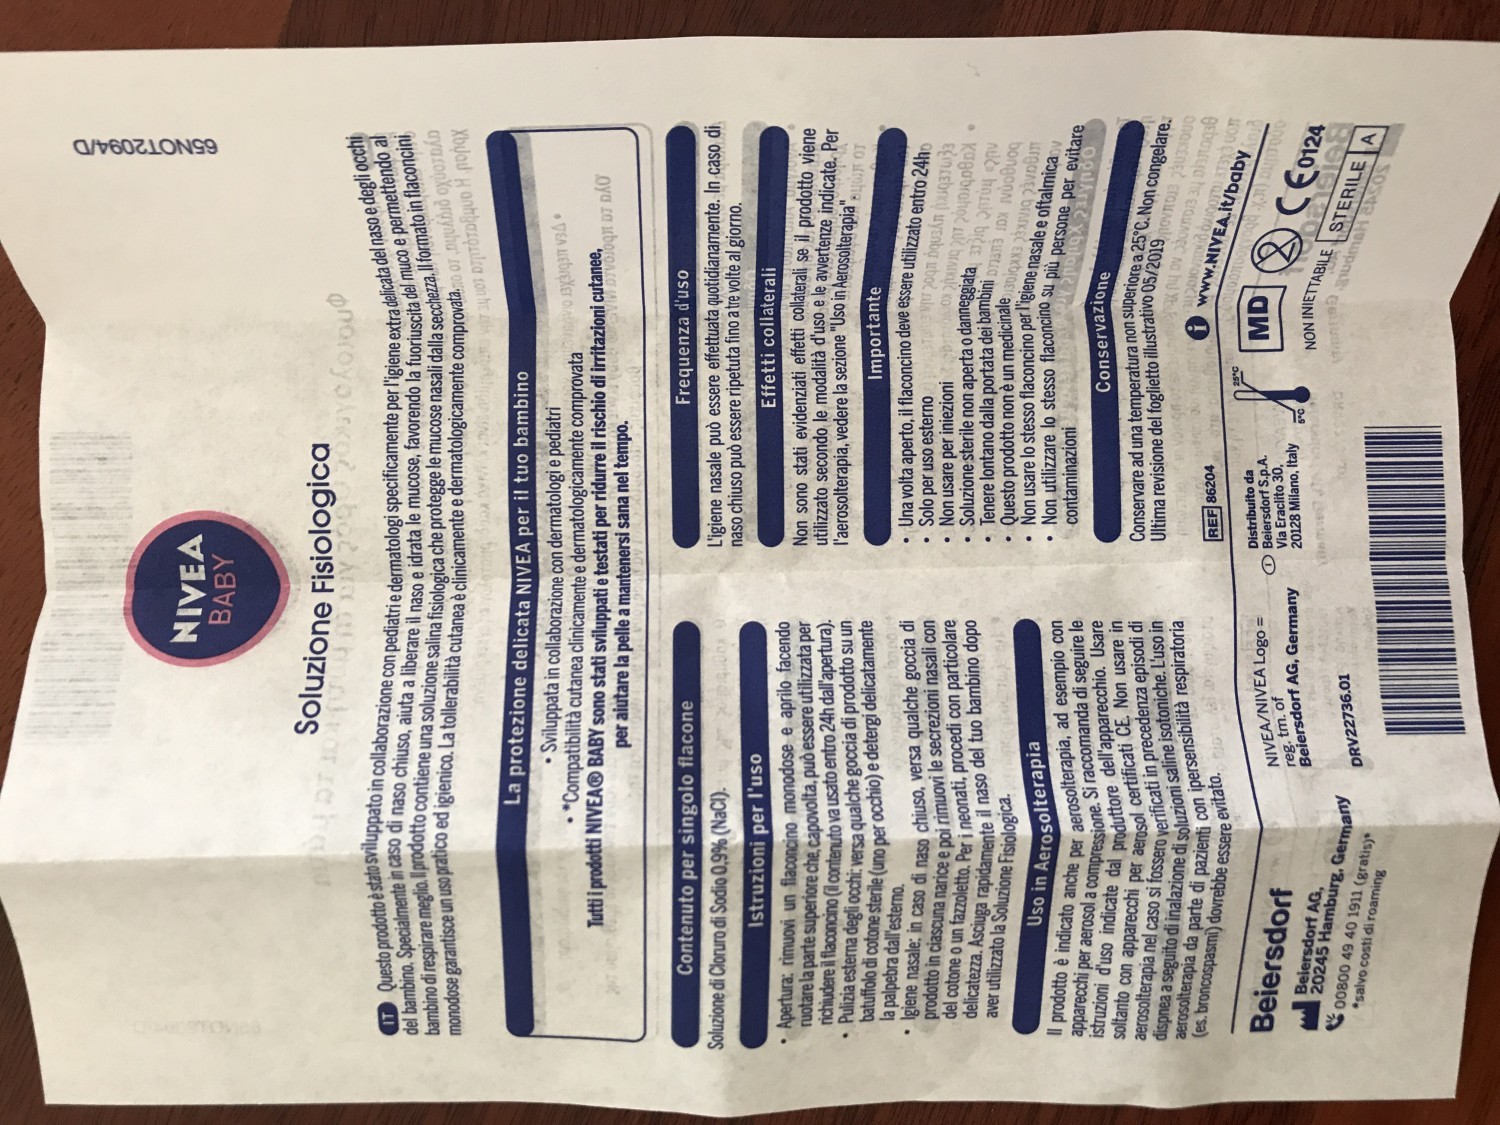 65NOT2094/D
NIVEA
BABY
Soluzione Fisiologica
IT Questo prodotto è stato sviluppato in collaborazione con pediatri e dermatologi specificamente per l'igiene extra delicata del naso e degli occhi
del bambino. Specialmente in caso di naso chiuso, aiuta a liberare il naso e idrata le mucose, favorendo la fuoriuscita del muco e permettendo al
bambino di respirare meglio. Il prodotto contiene una soluzione salina fisiologica che protegge le mucose nasali dalla secchezza. Il formato in flaconcini
monodose garantisce un uso pratico ed igienico. La tollerabilità cutanea è clinicamente e dermatologicamente comprovata.
La protezione delicata NIVEA per il tuo bambino
• Sviluppata in collaborazione con dermatologi e pediatri
• *Compatibilità cutanea clinicamente e dermatologicamente comprovata
Tutti i prodotti NIVEA® BABY sono stati sviluppati e testati per ridurre il rischio di irritazioni cutanee,
per aiutare la pelle a mantenersi sana nel tempo.
Contenuto per singolo flacone
Soluzione di Cloruro di Sodio 0,9% (NaCl).
Istruzioni per l'uso
• Apertura: rimuovi un flaconcino monodose e aprilo facendo
ruotare la parte superiore che, capovolta, può essere utilizzata per
richiudere il flaconcino (il contenuto va usato entro 24h dall'apertura).
• Pulizia esterna degli occhi: versa qualche goccia di prodotto su un
batuffolo di cotone sterile (uno per occhio) e detergi delicatamente
la palpebra dall'esterno.
• Igiene nasale: in caso di naso chiuso, versa qualche goccia di
prodotto in ciascuna narice e poi rimuovi le secrezioni nasali con
del cotone o un fazzoletto. Per i neonati, procedi con particolare
delicatezza. Asciuga rapidamente il naso del tuo bambino dopo
aver utilizzato la Soluzione Fisiologica.
Uso in Aerosolterapia
Il prodotto è indicato anche per aerosolterapia, ad esempio con
apparecchi per aerosol a compressione. Si raccomanda di seguire le
istruzioni d'uso indicate dal produttore dell'apparecchio. Usare
soltanto con apparecchi per aerosol certificati CE. Non usare in
aerosolterapia nel caso si fossero verificati in precedenza episodi di
dispnea a seguito di inalazione di soluzioni saline isotoniche. L'uso in
aerosolterapia da parte di pazienti con ipersensibilità respiratoria
(es. broncospasmi) dovrebbe essere evitato.
Frequenza d'uso
L'igiene nasale può essere effettuata quotidianamente. In caso di
naso chiuso può essere ripetuta fino a tre volte al giorno.
Effetti collaterali
Non sono stati evidenziati effetti collaterali se il prodotto viene
utilizzato secondo le modalità d'uso e le avvertenze indicate. Per
l'aerosolterapia, vedere la sezione "Uso in Aerosolterapia".
Importante
• Una volta aperto, il flaconcino deve essere utilizzato entro 24h
• Solo per uso esterno
• Non usare per iniezioni
• Soluzione sterile non aperta o danneggiata
• Tenere lontano dalla portata dei bambini
• Questo prodotto non è un medicinale
• Non usare lo stesso flaconcino per l'igiene nasale e oftalmica
• Non utilizzare lo stesso flaconcino su più persone per evitare
contaminazioni
Conservazione
Conservare ad una temperatura non superiore a 25°C. Non congelare.
Ultima revisione del foglietto illustrativo 05//2019
REF 86204
i www.NIVEA.it/baby
Beiersdorf
Beiersdorf AG,
20245 Hamburg, Germany
00800 49 40 1911 (gratis)*
*salvo costi di roaming
NIVEA/NIVEA Logo =
reg. tm. of
Beiersdorf AG, Germany
DRV22736.01
Distribuito da
Beiersdorf S.p.A.
Via Eraclito 30,
20128 Milano, Italy
25°C
5°C
MD
2
CE 0124
NON INIETTABILE
STERILE A